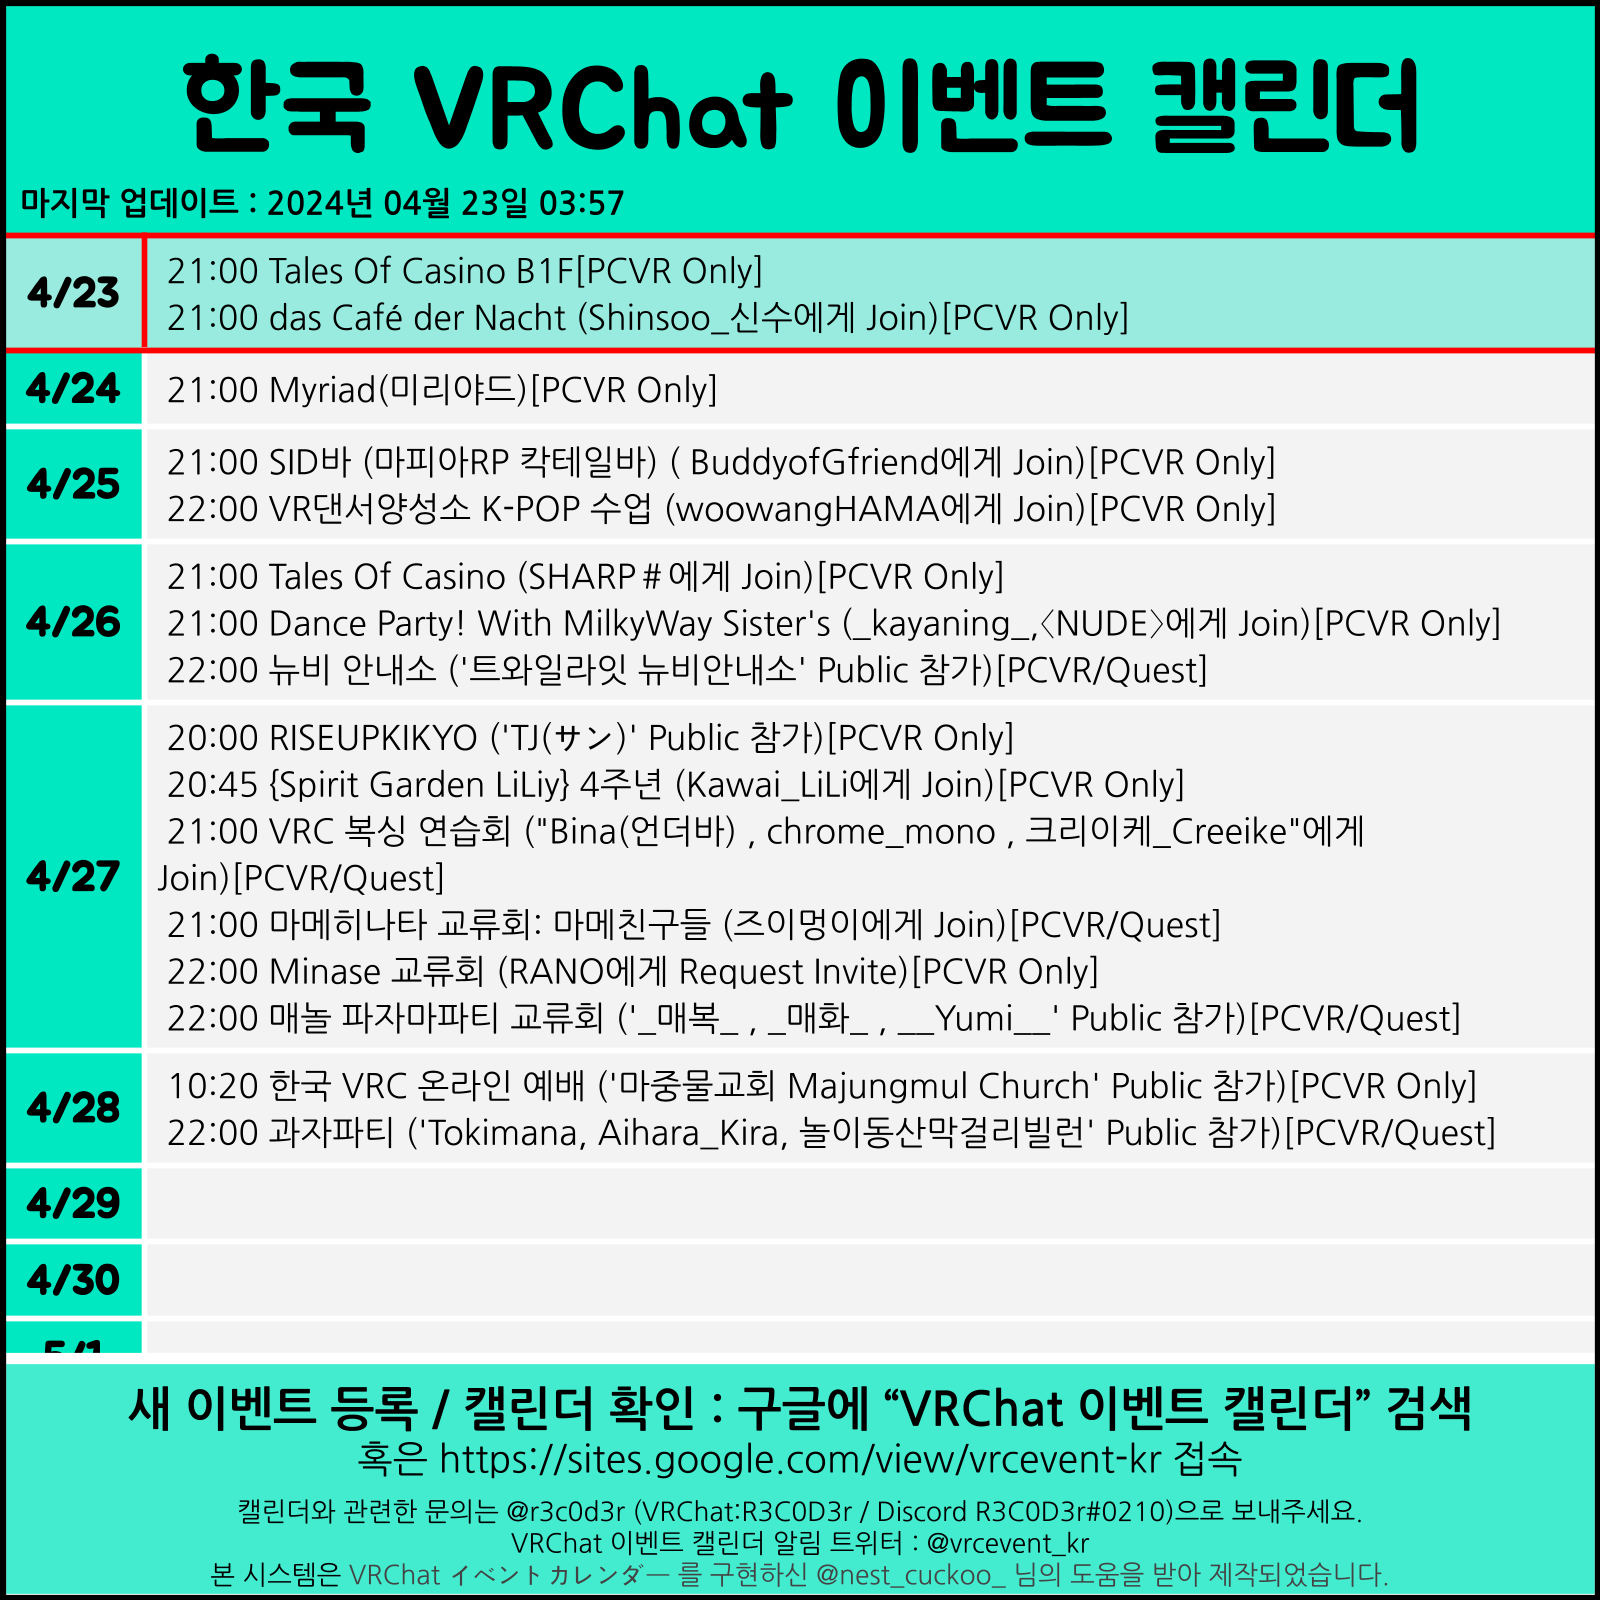 한국 VRChat 이벤트 캘린더
마지막 업데이트 : 2024년 04월 23일 03:57
4/23
21:00 Tales Of Casino B1F[PCVR Only]
21:00 das Café der Nacht (Shinsoo_신수에게 Join)[PCVR Only]
4/24
21:00 Myriad(미리야드)[PCVR Only]
4/25
21:00 SID바 (마피아RP 칵테일바) ( BuddyofGfriend에게 Join)[PCVR Only]
22:00 VR댄서양성소 K-POP 수업 (woowangHAMA에게 Join)[PCVR Only]
4/26
21:00 Tales Of Casino (SHARP＃에게 Join)[PCVR Only]
21:00 Dance Party! With MilkyWay Sister's (_kayaning_,〈NUDE〉에게 Join)[PCVR Only]
22:00 뉴비 안내소 ('트와일라잇 뉴비안내소' Public 참가)[PCVR/Quest]
4/27
20:00 RISEUPKIKYO ('TJ(サン)' Public 참가)[PCVR Only]
20:45 {Spirit Garden LiLiy} 4주년 (Kawai_LiLi에게 Join)[PCVR Only]
21:00 VRC 복싱 연습회 ("Bina(언더바) , chrome_mono , 크리이케_Creeike"에게
Join)[PCVR/Quest]
21:00 마메히나타 교류회: 마메친구들 (즈이멍이에게 Join)[PCVR/Quest]
22:00 Minase 교류회 (RANO에게 Request Invite)[PCVR Only]
22:00 매놀 파자마파티 교류회 ('_매복_ , _매화_ , __Yumi__' Public 참가)[PCVR/Quest]
4/28
10:20 한국 VRC 온라인 예배 ('마중물교회 Majungmul Church' Public 참가)[PCVR Only]
22:00 과자파티 ('Tokimana, Aihara_Kira, 놀이동산막걸리빌런' Public 참가)[PCVR/Quest]
4/29
4/30
5/1
새 이벤트 등록 / 캘린더 확인 : 구글에 “VRChat 이벤트 캘린더” 검색
혹은 https://sites.google.com/view/vrcevent-kr 접속
캘린더와 관련한 문의는 @r3c0d3r (VRChat:R3C0D3r / Discord R3C0D3r#0210)으로 보내주세요.
VRChat 이벤트 캘린더 알림 트위터 : @vrcevent_kr
본 시스템은 VRChat イベントカレンダー 를 구현하신 @nest_cuckoo_ 님의 도움을 받아 제작되었습니다.